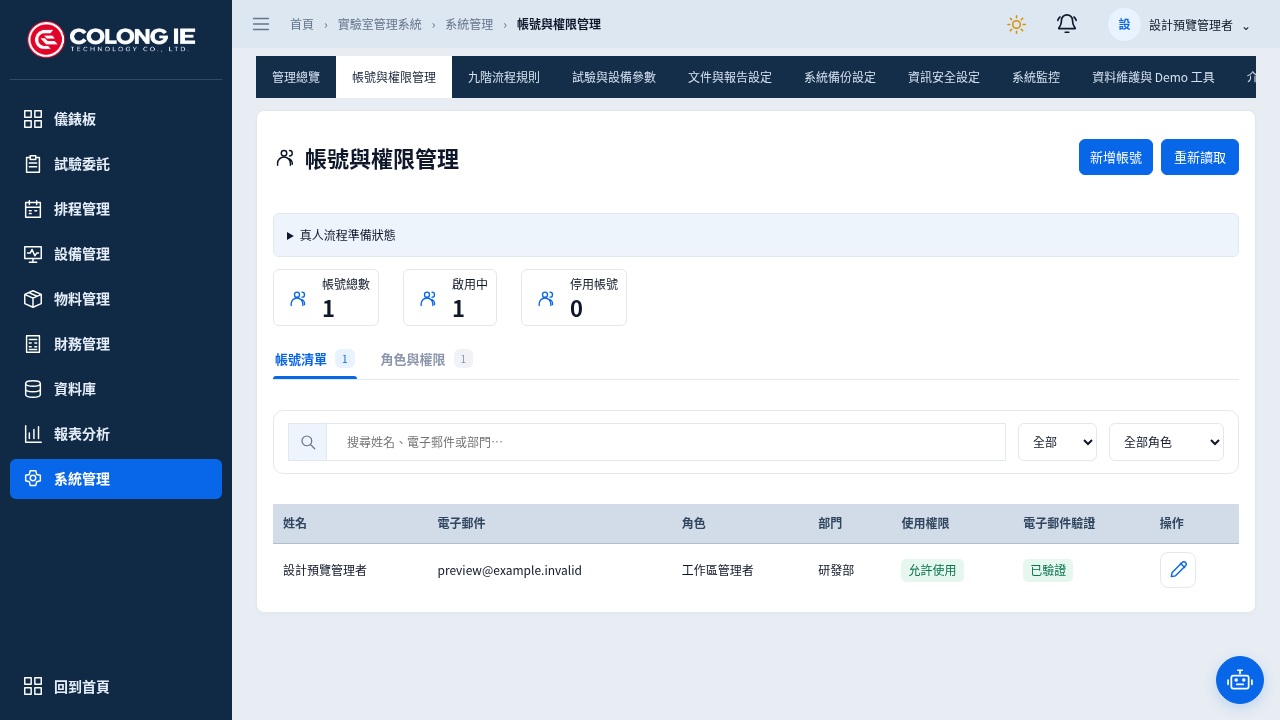 COLONG IE
TECHNOLOGY CO., LTD.
儀錶板
試驗委託
排程管理
設備管理
物料管理
財務管理
資料庫
報表分析
系統管理
回到首頁
首頁 › 實驗室管理系統 › 系統管理 › 帳號與權限管理
設 設計預覽管理者
管理總覽 帳號與權限管理 九階流程規則 試驗與設備參數 文件與報告設定 系統備份設定 資訊安全設定 系統監控 資料維護與 Demo 工具
帳號與權限管理
新增帳號 重新讀取
真人流程準備狀態
帳號總數
1
啟用中
1
停用帳號
0
帳號清單 1 角色與權限 1
搜尋姓名、電子郵件或部門⋯ 全部 全部角色
姓名 電子郵件 角色 部門 使用權限 電子郵件驗證 操作
設計預覽管理者 preview@example.invalid 工作區管理者 研發部 允許使用 已驗證